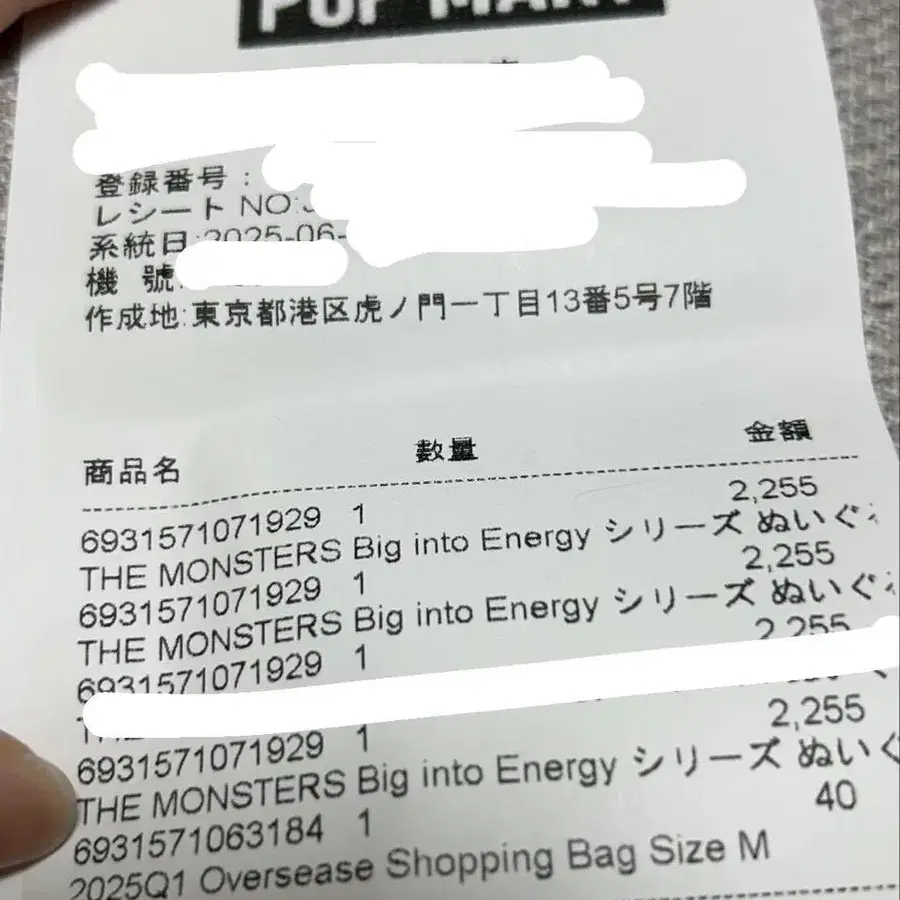 POP MART
登録番号:
レシート NO:
系統日:2025-06-
機 號:
作成地:東京都港区虎ノ門一丁目13番5号7階
商品名 数量 金額
6931571071929 1 2,255
THE MONSTERS Big into Energy シリーズ ぬいぐ
6931571071929 1 2,255
THE MONSTERS Big into Energy シリーズ ぬいぐ
6931571071929 1 2,255
6931571071929 1 2,255
THE MONSTERS Big into Energy シリーズ ぬいぐ
6931571063184 1 40
2025Q1 Oversease Shopping Bag Size M